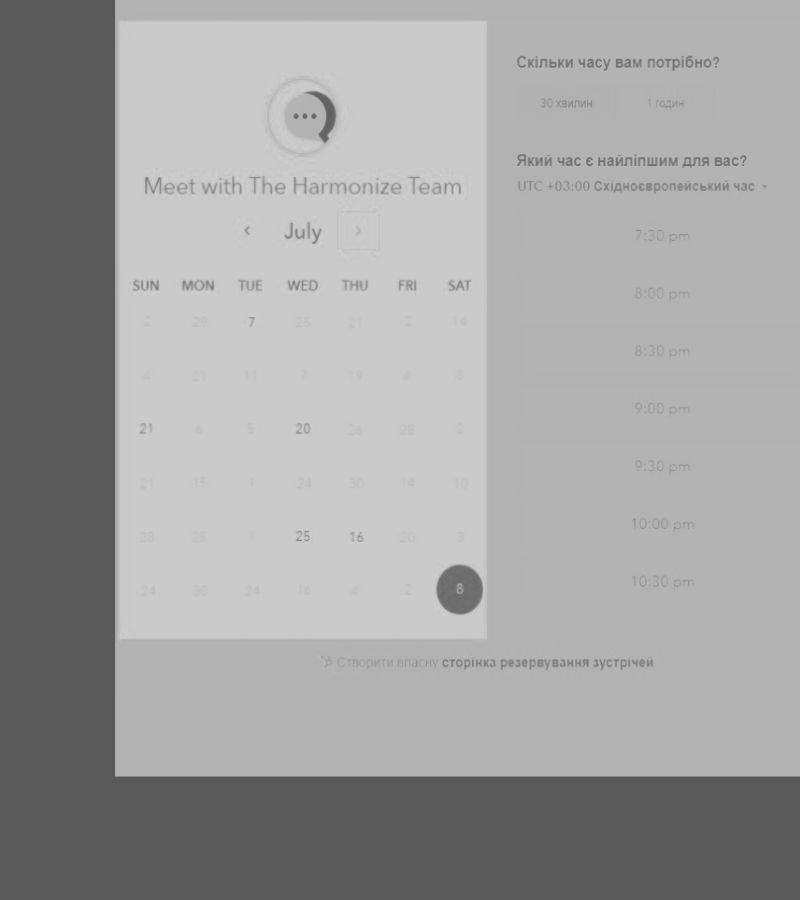 Meet with The Harmonize Team
July
SUN MON TUE WED THU FRI SAT
2 29 7 25 21 2 14
4 21 11 7 19 4 8
21 6 5 20 26 28 2
21 15 1 24 30 14 10
28 25 1 25 16 20 3
24 30 24 16 4 2 8
Скільки часу вам потрібно?
30 хвилин 1 годин
Який час є найліпшим для вас?
UTC +03:00 Східноєвропейський час
7:30 pm
8:00 pm
8:30 pm
9:00 pm
9:30 pm
10:00 pm
10:30 pm
Створити власну сторінка резервування зустрічей